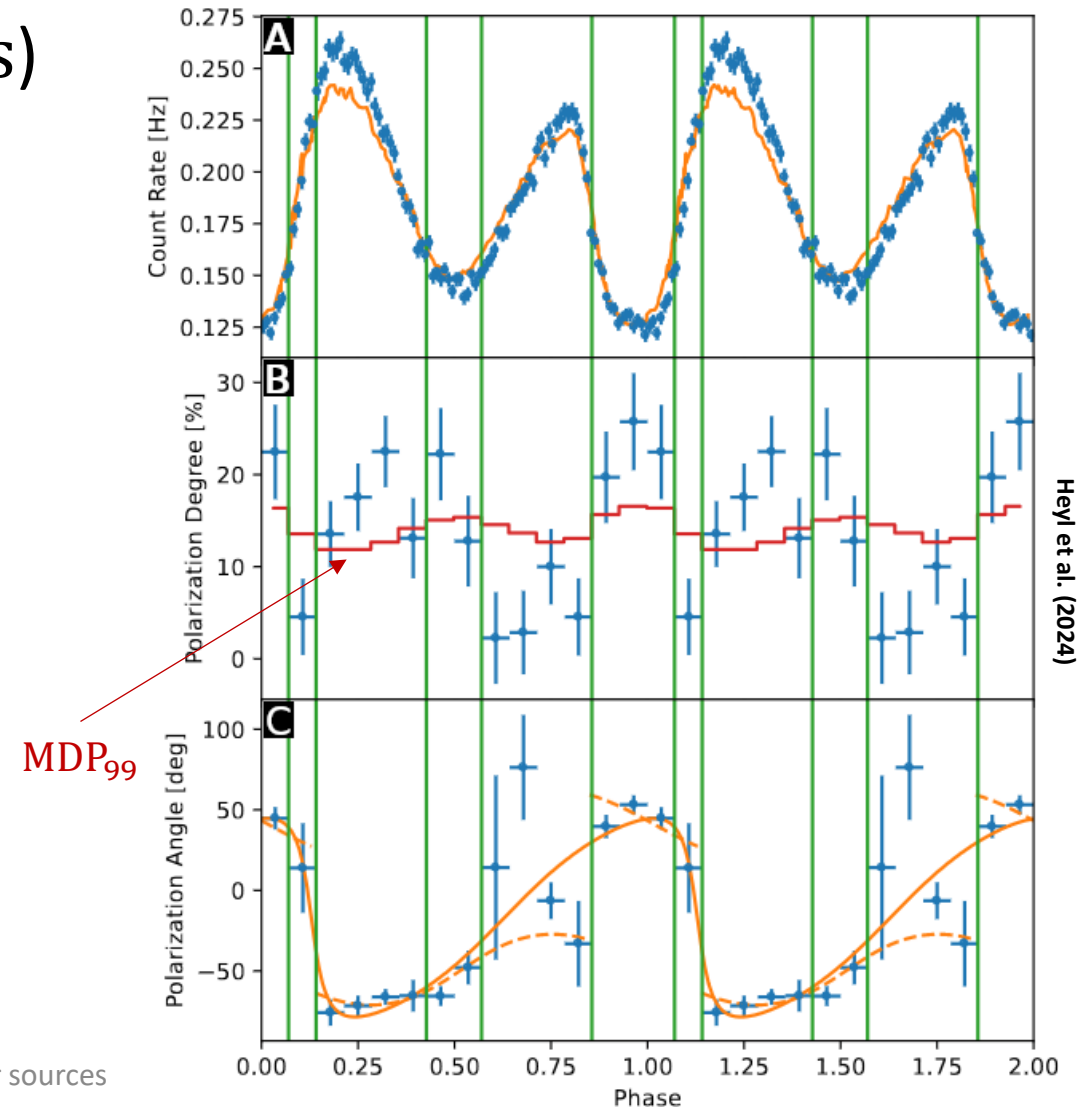 s)
A
0.275
0.250
0.225
0.200
0.175
0.150
0.125
Count Rate [Hz]
B
30
20
10
0
Polarization Degree [%]
MDP99
C
100
50
0
−50
Polarization Angle [deg]
0.00 0.25 0.50 0.75 1.00 1.25 1.50 1.75 2.00
Phase
Heyl et al. (2024)
r sources